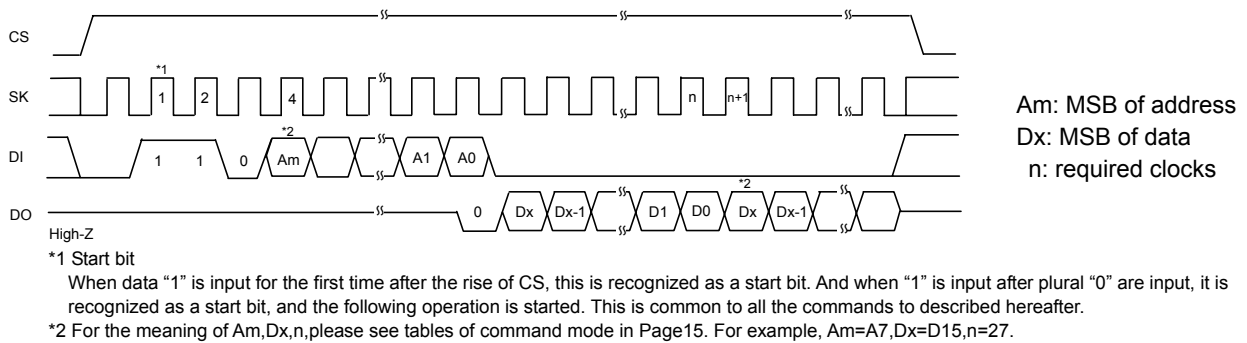 CS
*1
SK 1 2 4 n n+1
*2
DI 1 1 0 Am A1 A0
*2
DO 0 Dx Dx-1 D1 D0 Dx Dx-1
High-Z
Am: MSB of address
Dx: MSB of data
n: required clocks
*1 Start bit
When data “1” is input for the first time after the rise of CS, this is recognized as a start bit. And when “1” is input after plural “0” are input, it is
recognized as a start bit, and the following operation is started. This is common to all the commands to described hereafter.
*2 For the meaning of Am,Dx,n,please see tables of command mode in Page15. For example, Am=A7,Dx=D15,n=27.